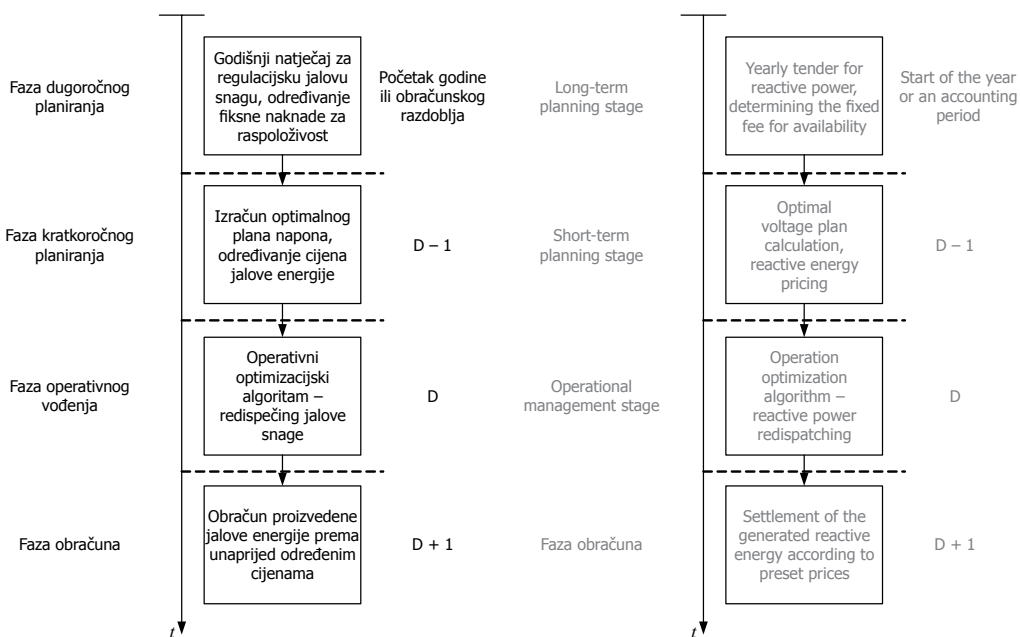 Faza dugoročnog
planiranja
Godišnji natječaj za
regulacijsku jalovu
snagu, određivanje
fiksne naknade za
raspoloživost
Početak godine
ili obračunskog
razdoblja
Faza kratkoročnog
planiranja
Izračun optimalnog
plana napona,
određivanje cijena
jalove energije
D – 1
Faza operativnog
vođenja
Operativni
optimizacijski
algoritam –
redispečing jalove
snage
D
Faza obračuna
Obračun proizvedene
jalove energije prema
unaprijed određenim
cijenama
D + 1
t
Long-term
planning stage
Yearly tender for
reactive power,
determining the fixed
fee for availability
Start of the year
or an accounting
period
Short-term
planning stage
Optimal
voltage plan
calculation,
reactive energy
pricing
D – 1
Operational
management stage
Operation
optimization
algorithm –
reactive power
redispatching
D
Faza obračuna
Settlement of the
generated reactive
energy according to
preset prices
D + 1
t